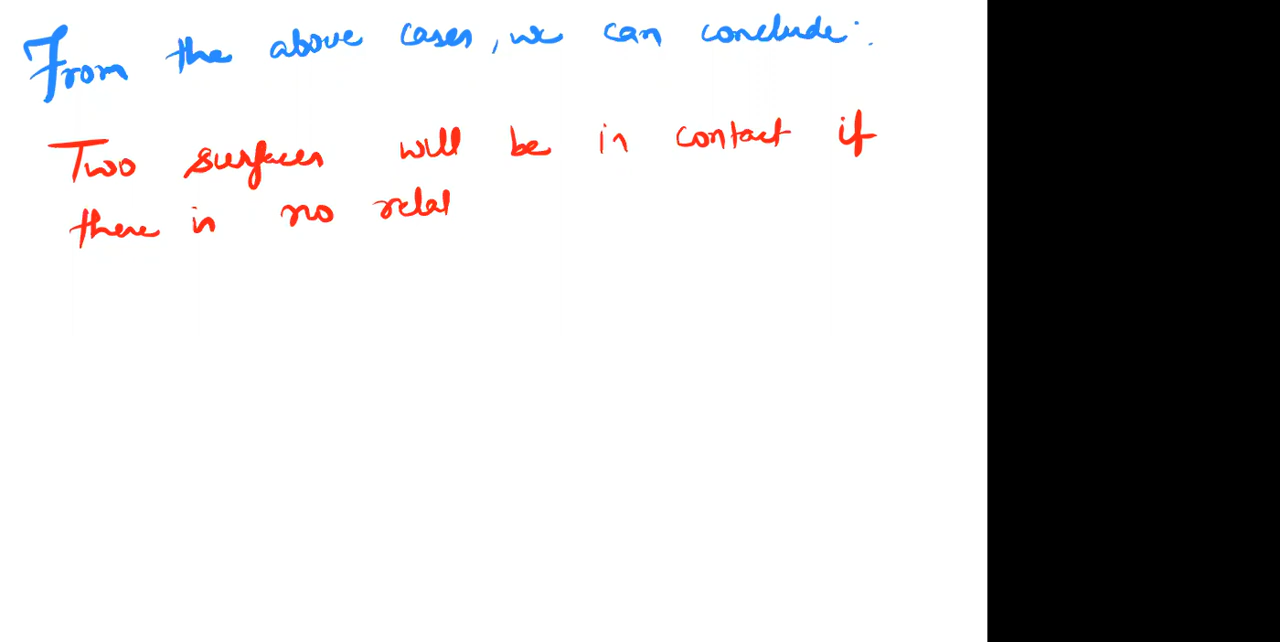 From the above cases, we can conclude:
Two surfaces will be in contact if
there is no relat